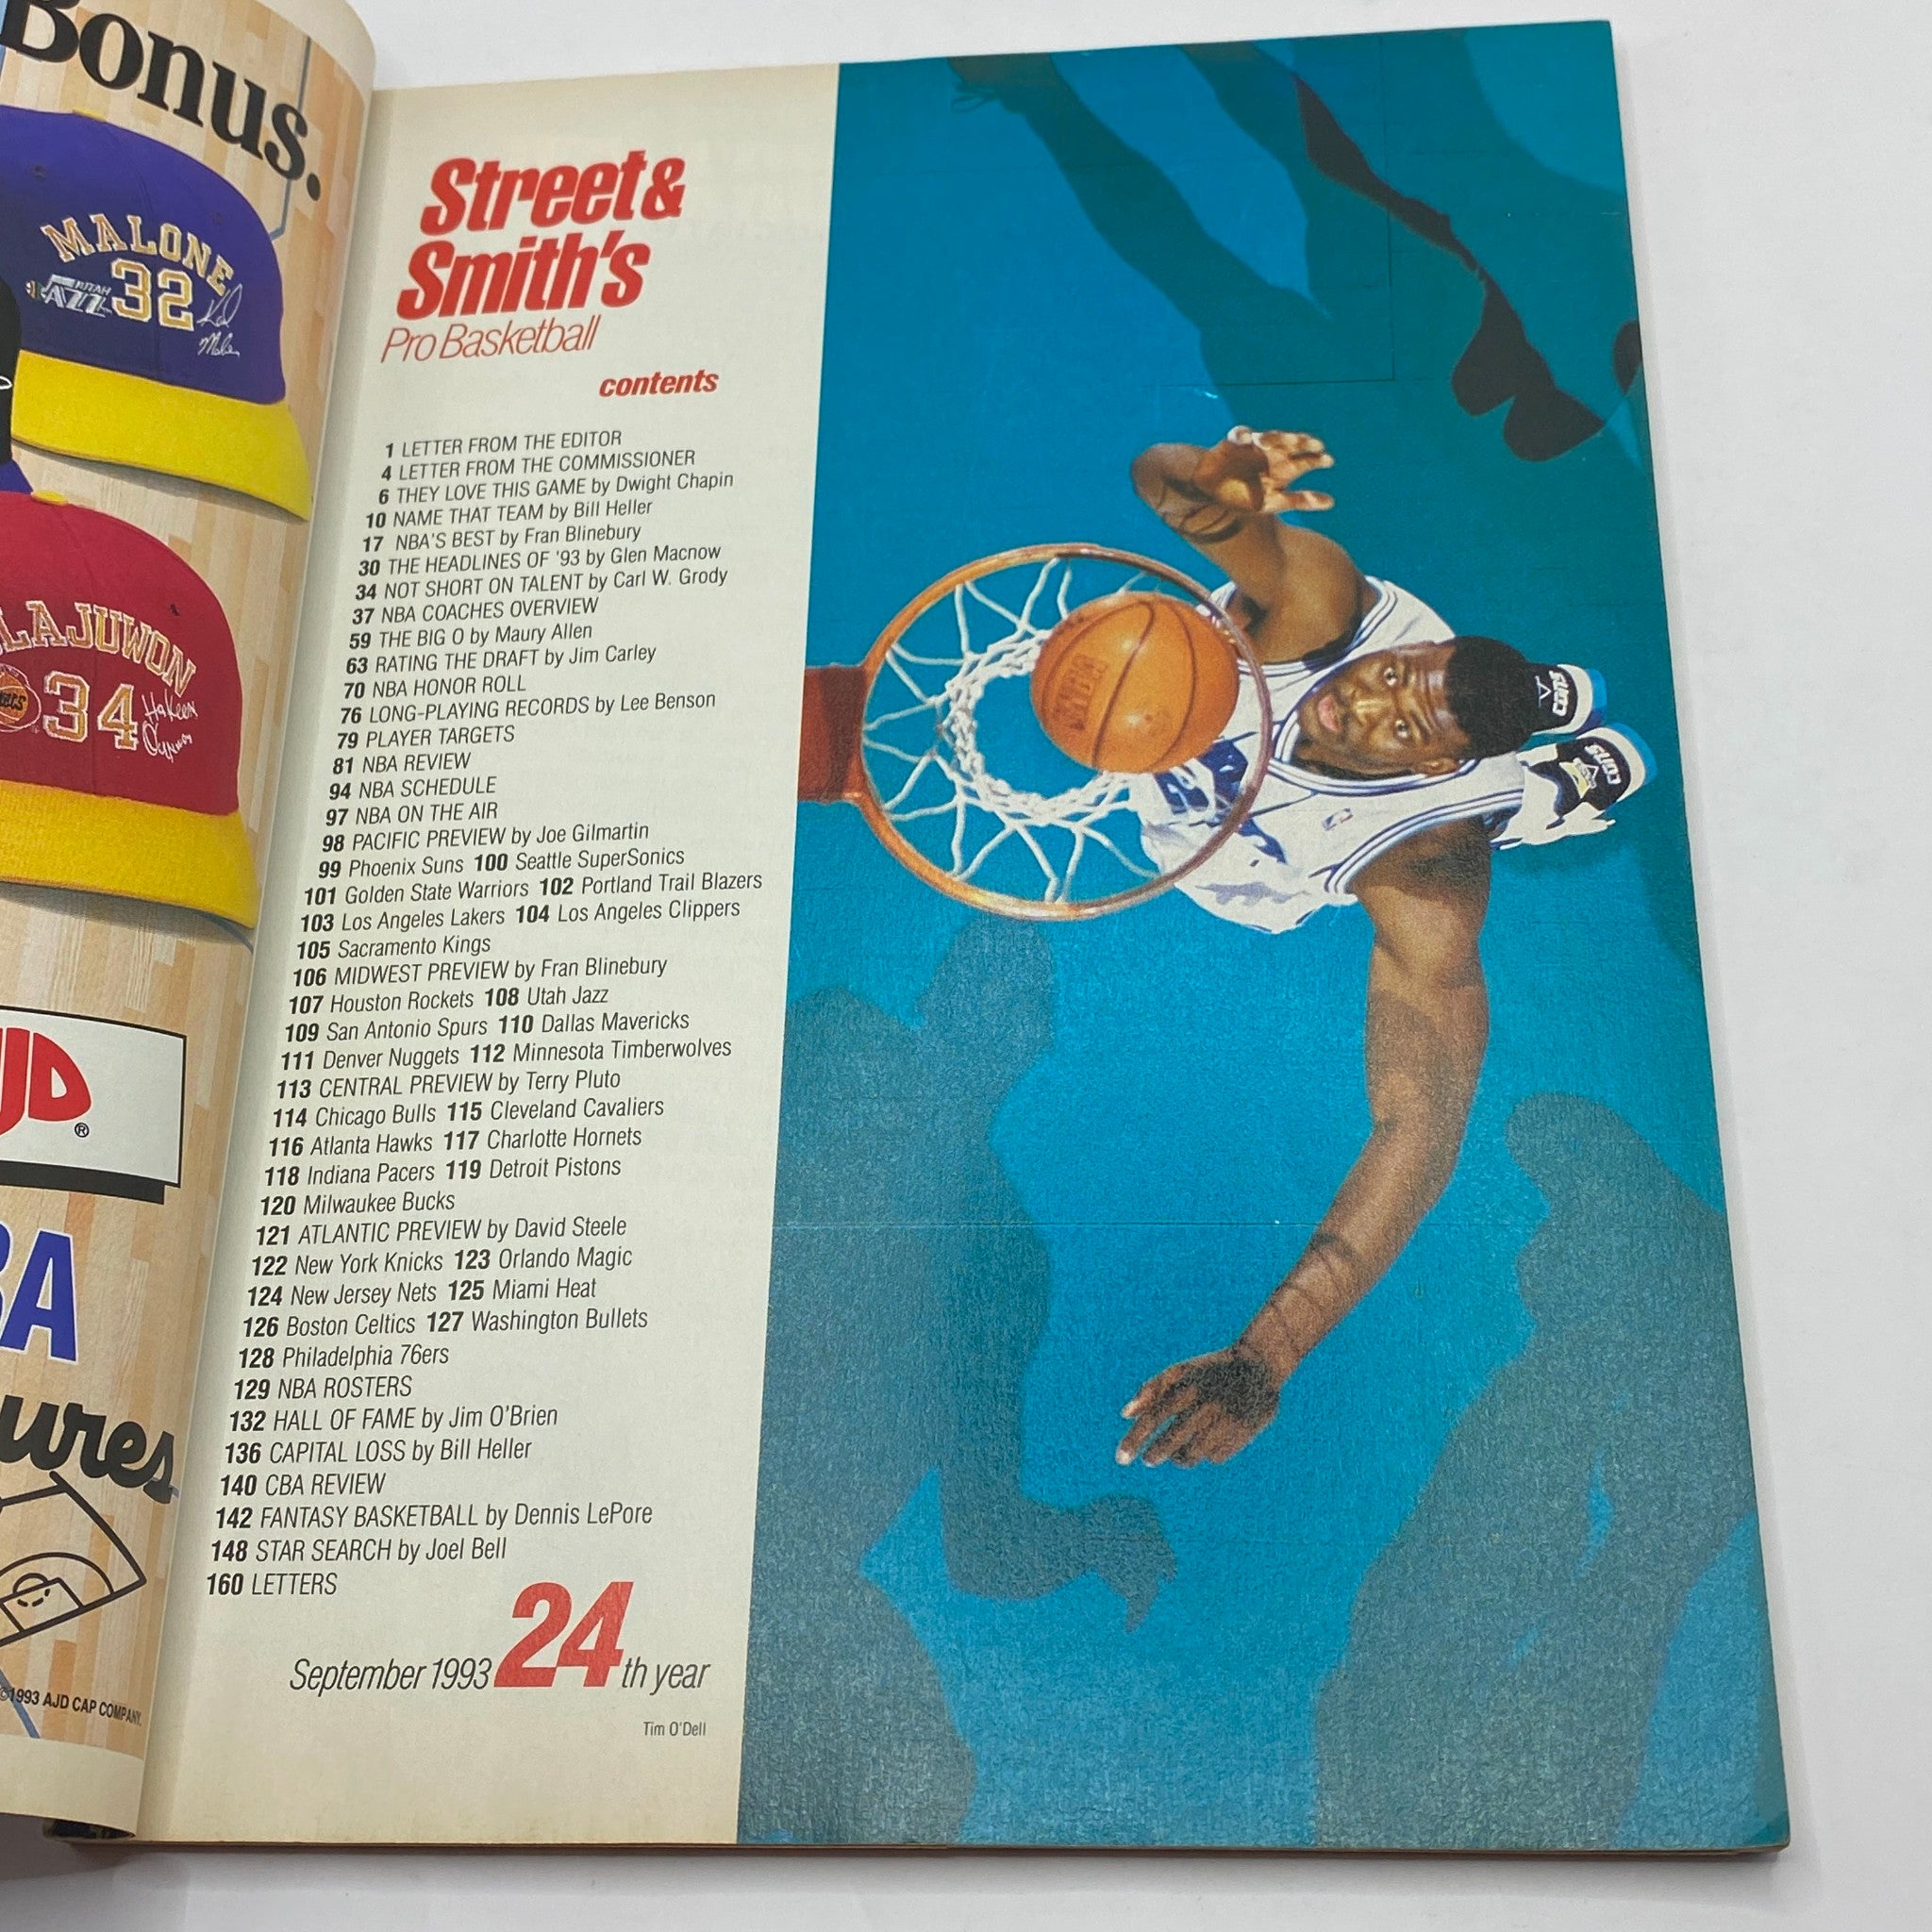 Bonus.
MALONE
UTAH
JAZZ 32
LAJUWON
34
JD
®
BA
ures
©1993 AJD CAP COMPANY.
Street &
Smith's
Pro Basketball
contents
1 LETTER FROM THE EDITOR
4 LETTER FROM THE COMMISSIONER
6 THEY LOVE THIS GAME by Dwight Chapin
10 NAME THAT TEAM by Bill Heller
17 NBA'S BEST by Fran Blinebury
30 THE HEADLINES OF '93 by Glen Macnow
34 NOT SHORT ON TALENT by Carl W. Grody
37 NBA COACHES OVERVIEW
59 THE BIG O by Maury Allen
63 RATING THE DRAFT by Jim Carley
70 NBA HONOR ROLL
76 LONG-PLAYING RECORDS by Lee Benson
79 PLAYER TARGETS
81 NBA REVIEW
94 NBA SCHEDULE
97 NBA ON THE AIR
98 PACIFIC PREVIEW by Joe Gilmartin
99 Phoenix Suns 100 Seattle SuperSonics
101 Golden State Warriors 102 Portland Trail Blazers
103 Los Angeles Lakers 104 Los Angeles Clippers
105 Sacramento Kings
106 MIDWEST PREVIEW by Fran Blinebury
107 Houston Rockets 108 Utah Jazz
109 San Antonio Spurs 110 Dallas Mavericks
111 Denver Nuggets 112 Minnesota Timberwolves
113 CENTRAL PREVIEW by Terry Pluto
114 Chicago Bulls 115 Cleveland Cavaliers
116 Atlanta Hawks 117 Charlotte Hornets
118 Indiana Pacers 119 Detroit Pistons
120 Milwaukee Bucks
121 ATLANTIC PREVIEW by David Steele
122 New York Knicks 123 Orlando Magic
124 New Jersey Nets 125 Miami Heat
126 Boston Celtics 127 Washington Bullets
128 Philadelphia 76ers
129 NBA ROSTERS
132 HALL OF FAME by Jim O'Brien
136 CAPITAL LOSS by Bill Heller
140 CBA REVIEW
142 FANTASY BASKETBALL by Dennis LePore
148 STAR SEARCH by Joel Bell
160 LETTERS
September 1993 24th year
Tim O'Dell